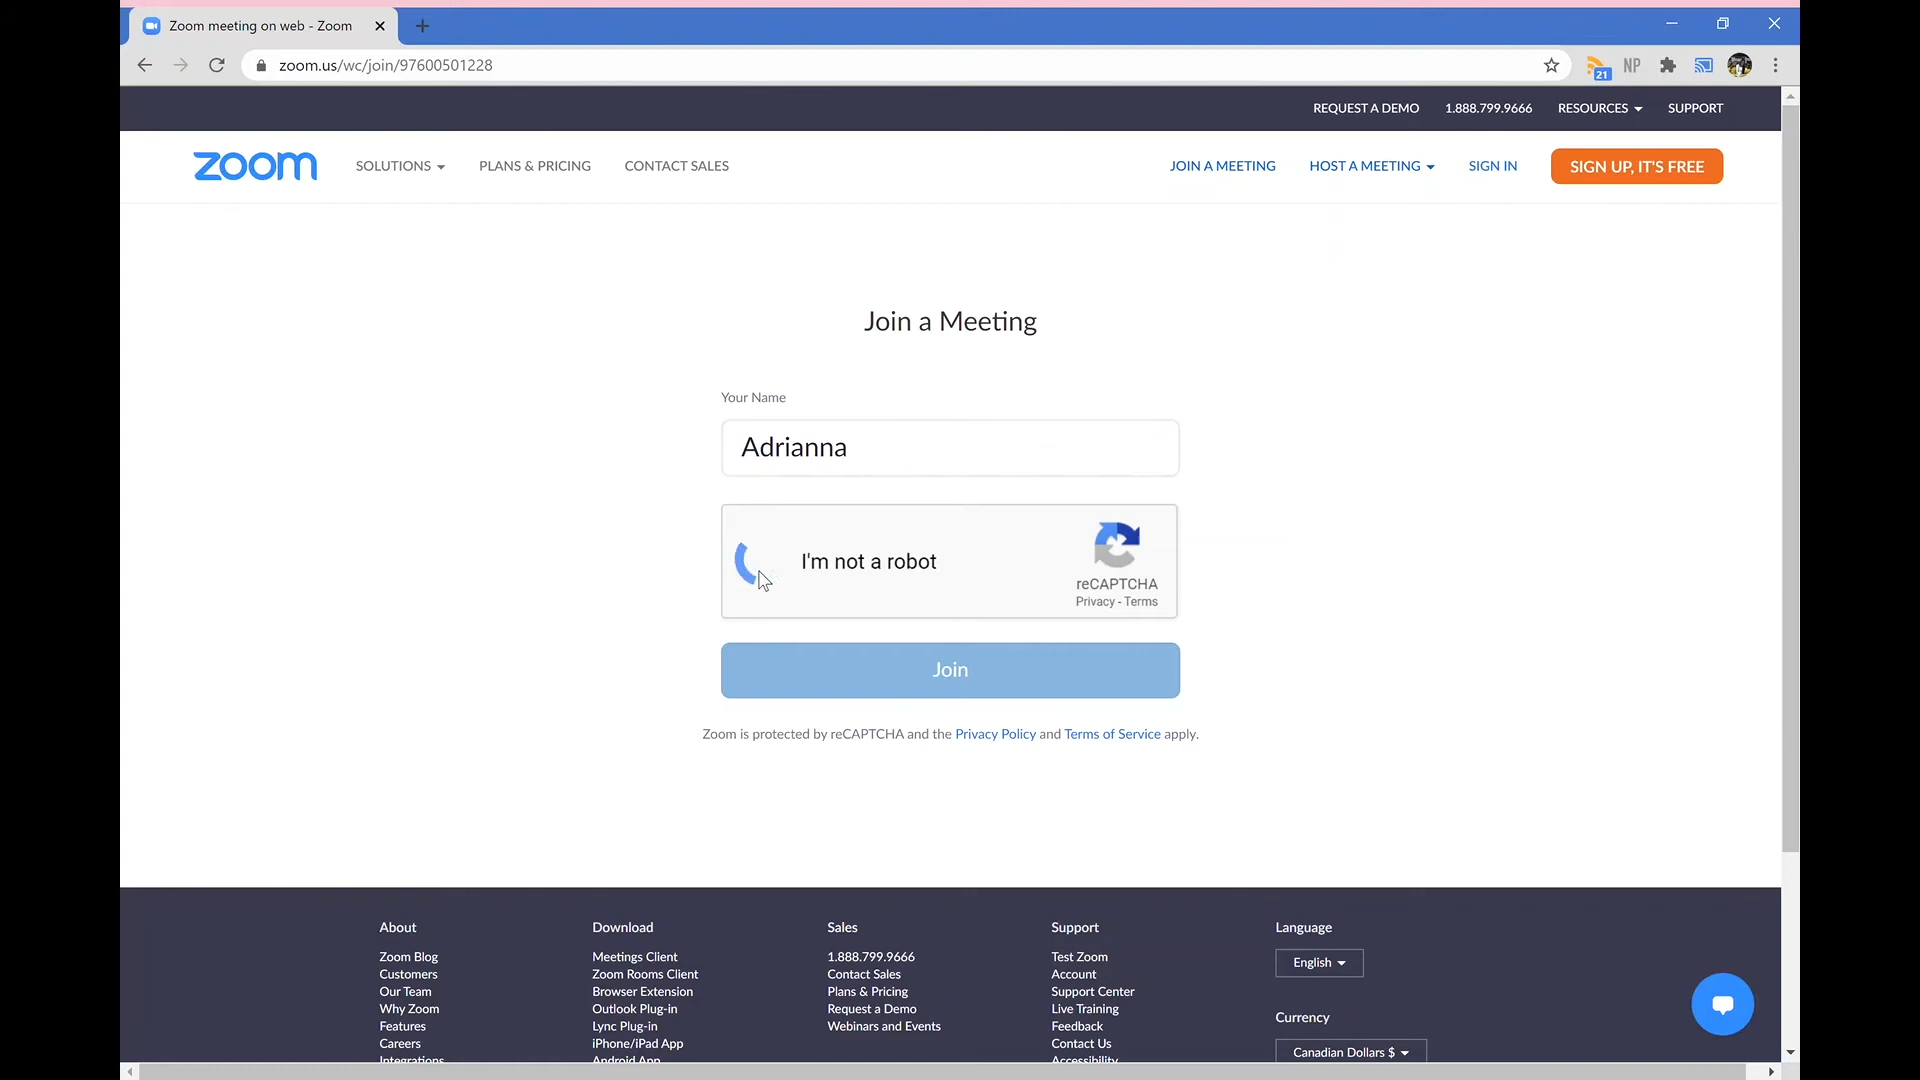 Zoom meeting on web - Zoom
zoom.us/wc/join/97600501228
21
NP
REQUEST A DEMO 1.888.799.9666 RESOURCES SUPPORT
zoom SOLUTIONS PLANS & PRICING CONTACT SALES JOIN A MEETING HOST A MEETING SIGN IN SIGN UP, IT'S FREE
Join a Meeting
Your Name
Adrianna
I'm not a robot
reCAPTCHA
Privacy - Terms
Join
Zoom is protected by reCAPTCHA and the Privacy Policy and Terms of Service apply.
About
Zoom Blog
Customers
Our Team
Why Zoom
Features
Careers
Integrations
Download
Meetings Client
Zoom Rooms Client
Browser Extension
Outlook Plug-in
Lync Plug-in
iPhone/iPad App
Android App
Sales
1.888.799.9666
Contact Sales
Plans & Pricing
Request a Demo
Webinars and Events
Support
Test Zoom
Account
Support Center
Live Training
Feedback
Contact Us
Accessibility
Language
English
Currency
Canadian Dollars $